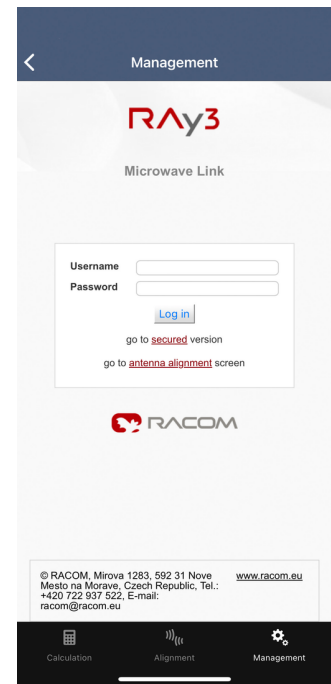 Management
RAy3
Microwave Link
Username
Password
Log in
go to secured version
go to antenna alignment screen
RACOM
© RACOM, Mirova 1283, 592 31 Nove
Mesto na Morave, Czech Republic, Tel.:
+420 722 937 522, E-mail:
racom@racom.eu
www.racom.eu
Calculation
Alignment
Management